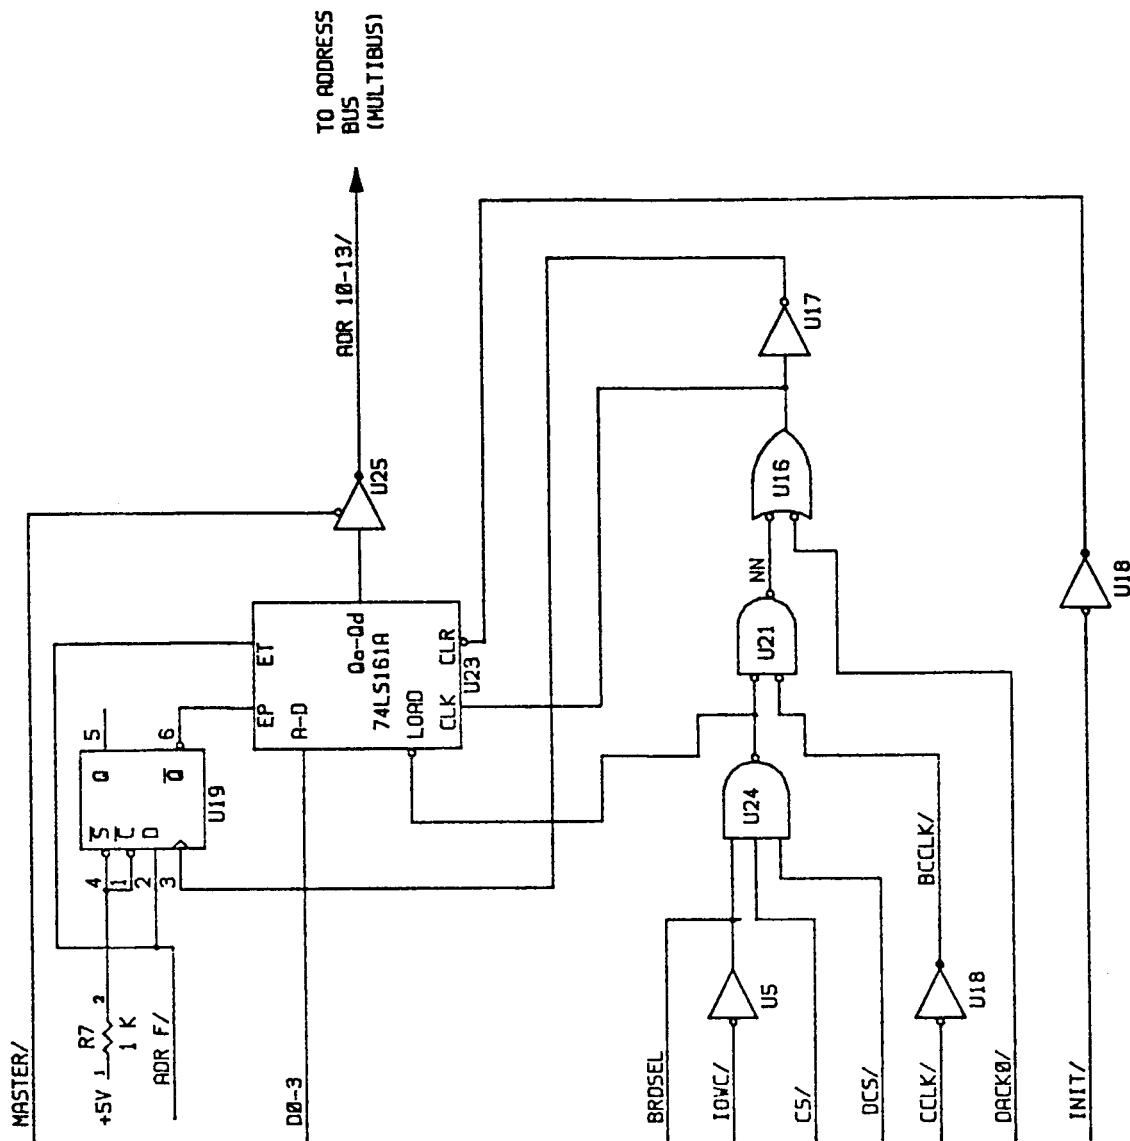 MASTER/
+5V
1
R7
2
1 K
ADR F/
4
1
2
3
S
C
D
Q
Q
5
6
U19
D0-3
EP
ET
A-D
Qa-Qd
74LS161A
LOAD
CLK
CLR
U23
U25
ADR 10-13/
TO ADDRESS
BUS
(MULTIBUS)
BRDSEL
IOWC/
U5
CS/
DCS/
U24
CCLK/
U18
BCCLK/
U21
NN
U16
U17
DACK0/
INIT/
U18